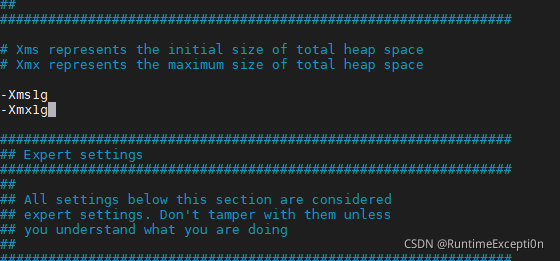 ##
################################################################
# Xms represents the initial size of total heap space
# Xmx represents the maximum size of total heap space
-Xms1g
-Xmx1g
################################################################
## Expert settings
################################################################
##
## All settings below this section are considered
## expert settings. Don't tamper with them unless
## you understand what you are doing
##
################################################################
CSDN @RuntimeExcepti0n